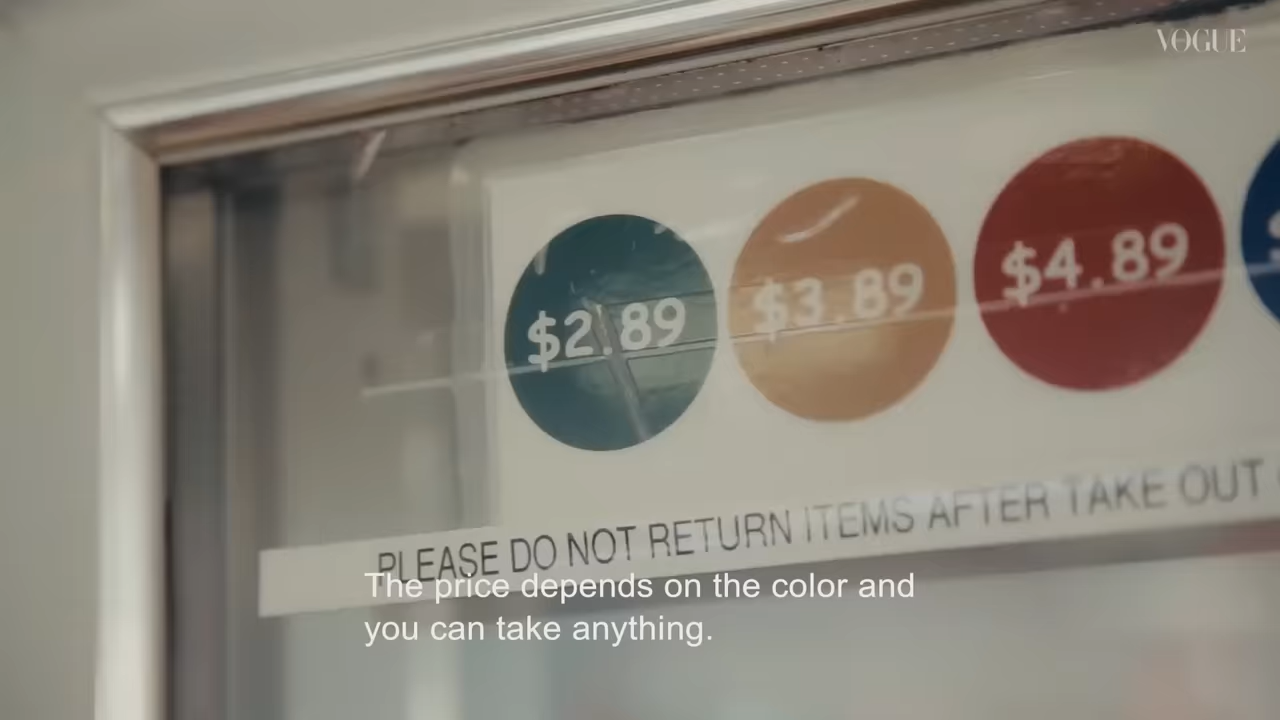 VOGUE
$2.89
$3.89
$4.89
PLEASE DO NOT RETURN ITEMS AFTER TAKE OUT
The price depends on the color and
you can take anything.